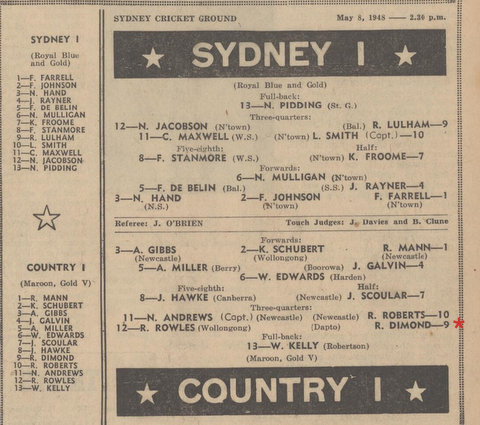 SYDNEY I
(Royal Blue
and Gold)
1—F. FARRELL
2—F. JOHNSON
3—N. HAND
4—J. RAYNER
5—F. DE BELIN
6—N. MULLIGAN
7—K. FROOME
8—F. STANMORE
9—R. LULHAM
10—L. SMITH
11—C. MAXWELL
12—N. JACOBSON
13—N. PIDDING
COUNTRY I
(Maroon, Gold V)
1—R. MANN
2—K. SCHUBERT
3—A. GIBBS
4—J. GALVIN
5—A. MILLER
6—W. EDWARDS
7—J. SCOULAR
8—J. HAWKE
9—R. DIMOND
10—R. ROBERTS
11—N. ANDREWS
12—R. ROWLES
13—W. KELLY
SYDNEY CRICKET GROUND May 8, 1948 —— 2.30 p.m.
SYDNEY I
(Royal Blue and Gold)
Full-back:
13—N. PIDDING (St. G.)
Three-quarters:
12—N. JACOBSON (N'town) (Bal.) R. LULHAM—9
11—C. MAXWELL (W.S.) (N'town) L. SMITH (Capt.) —10
Five-eighth: Half:
8—F. STANMORE (W.S.) (N'town) K. FROOME—7
Forwards:
6—N. MULLIGAN (N'town)
5—F. DE BELIN (Bal.) (S.S.) J. RAYNER—4
3—N. HAND 2—F. JOHNSON F. FARRELL—1
(N.S.) (N'town) (N'town)
Referee: J. O'BRIEN Touch Judges: J. Davies and B. Clune
Forwards:
3—A. GIBBS 2—K. SCHUBERT R. MANN—1
(Newcastle) (Wollongong) (Newcastle)
5—A. MILLER (Berry) (Boorowa) J. GALVIN—4
6—W. EDWARDS (Harden)
Five-eighth: Half:
8—J. HAWKE (Canberra) (Newcastle) J. SCOULAR—7
Three-quarters:
11—N. ANDREWS (Capt.) (Newcastle) (Newcastle) R. ROBERTS—10
12—R. ROWLES (Wollongong) (Dapto) R. DIMOND—9 *
Full-back:
13—W. KELLY (Robertson)
(Maroon, Gold V)
COUNTRY I